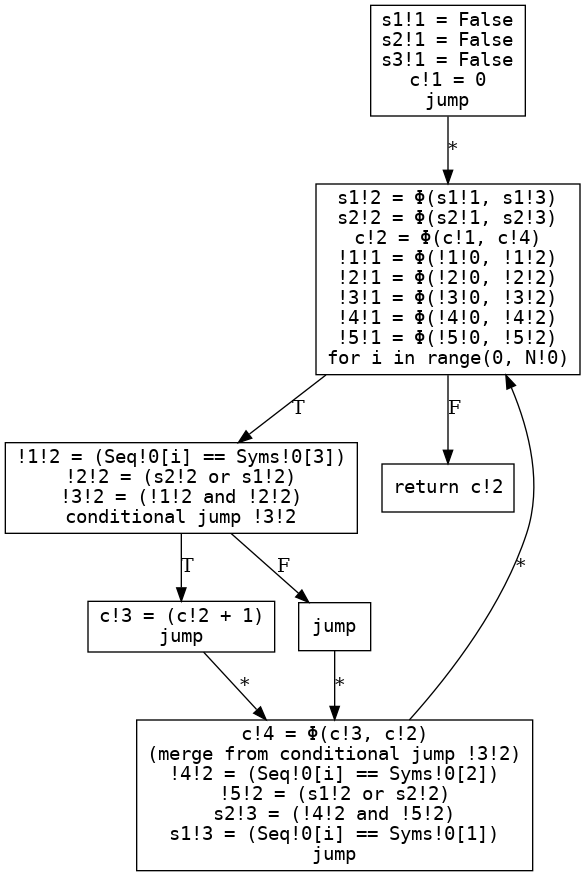 s1!1 = False
s2!1 = False
s3!1 = False
c!1 = 0
jump
*
s1!2 = Φ(s1!1, s1!3)
s2!2 = Φ(s2!1, s2!3)
c!2 = Φ(c!1, c!4)
!1!1 = Φ(!1!0, !1!2)
!2!1 = Φ(!2!0, !2!2)
!3!1 = Φ(!3!0, !3!2)
!4!1 = Φ(!4!0, !4!2)
!5!1 = Φ(!5!0, !5!2)
for i in range(0, N!0)
T
F
!1!2 = (Seq!0[i] == Syms!0[3])
!2!2 = (s2!2 or s1!2)
!3!2 = (!1!2 and !2!2)
conditional jump !3!2
return c!2
T
F
*
c!3 = (c!2 + 1)
jump
jump
*
*
c!4 = Φ(c!3, c!2)
(merge from conditional jump !3!2)
!4!2 = (Seq!0[i] == Syms!0[2])
!5!2 = (s1!2 or s2!2)
s2!3 = (!4!2 and !5!2)
s1!3 = (Seq!0[i] == Syms!0[1])
jump